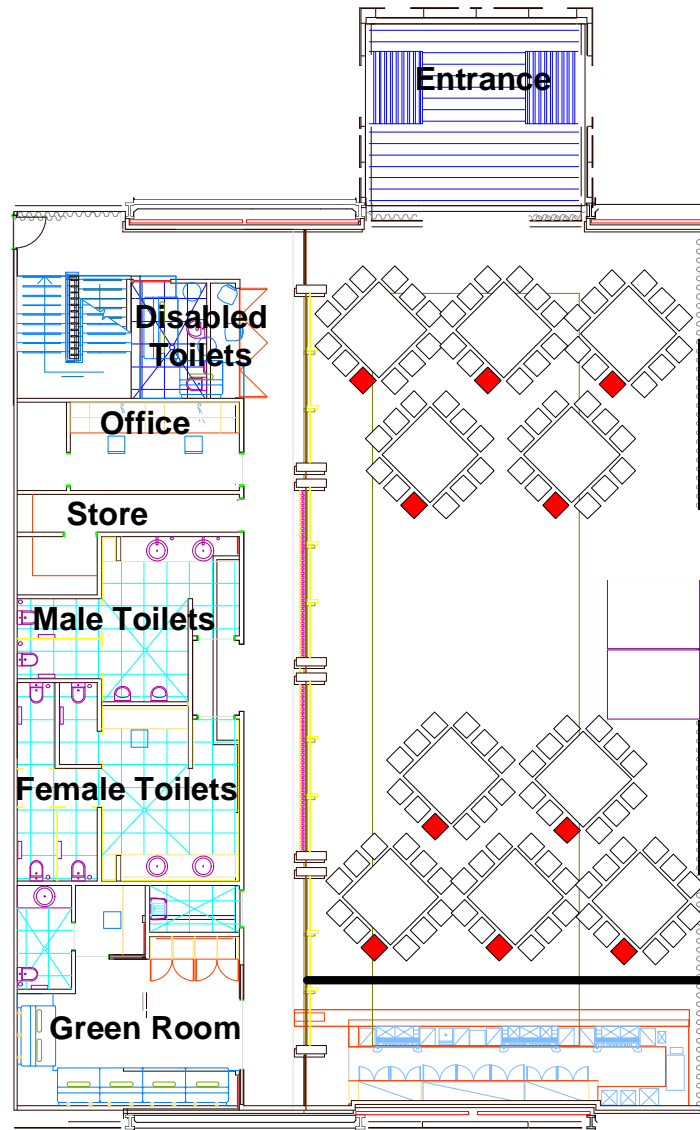 Entrance
Disabled
Toilets
Office
Store
Male Toilets
Female Toilets
Green Room